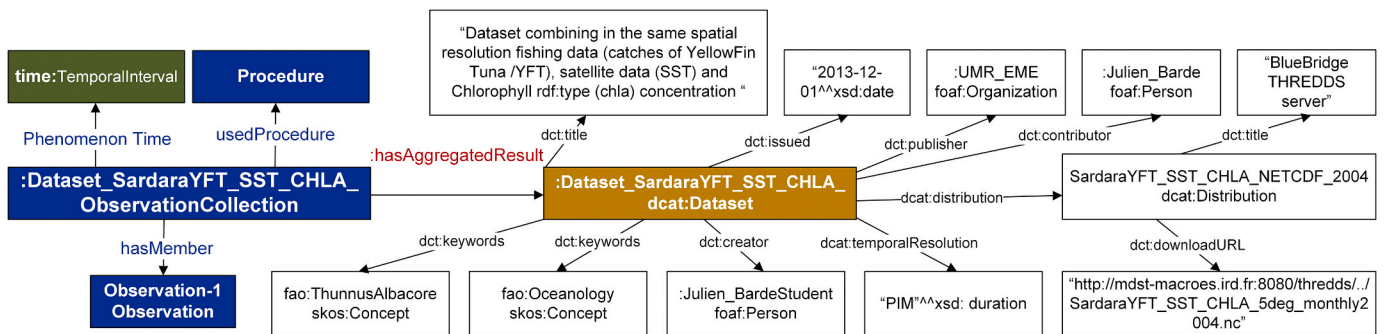 “Dataset combining in the same spatial
resolution fishing data (catches of YellowFin
Tuna /YFT), satellite data (SST) and
Chlorophyll rdf:type (chla) concentration “
time:TemporalInterval
Procedure
“2013-12-
01^^xsd:date
:UMR_EME
foaf:Organization
:Julien_Barde
foaf:Person
“BlueBridge
THREDDS
server”
Phenomenon Time
usedProcedure
dct:title
dct:issued
dct:publisher
dct:contributor
dct:title
:hasAggregatedResult
:Dataset_SardaraYFT_SST_CHLA_
ObservationCollection
:Dataset_SardaraYFT_SST_CHLA_
dcat:Dataset
dcat:distribution
SardaraYFT_SST_CHLA_NETCDF_2004
dcat:Distribution
hasMember
dct:keywords
dct:keywords
dct:creator
dcat:temporalResolution
dct:downloadURL
Observation-1
Observation
fao:ThunnusAlbacore
skos:Concept
fao:Oceanology
skos:Concept
:Julien_BardeStudent
foaf:Person
“PIM”^^xsd: duration
“http://mdst-macroes.ird.fr:8080/thredds/../
SardaraYFT_SST_CHLA_5deg_monthly2
004.nc”